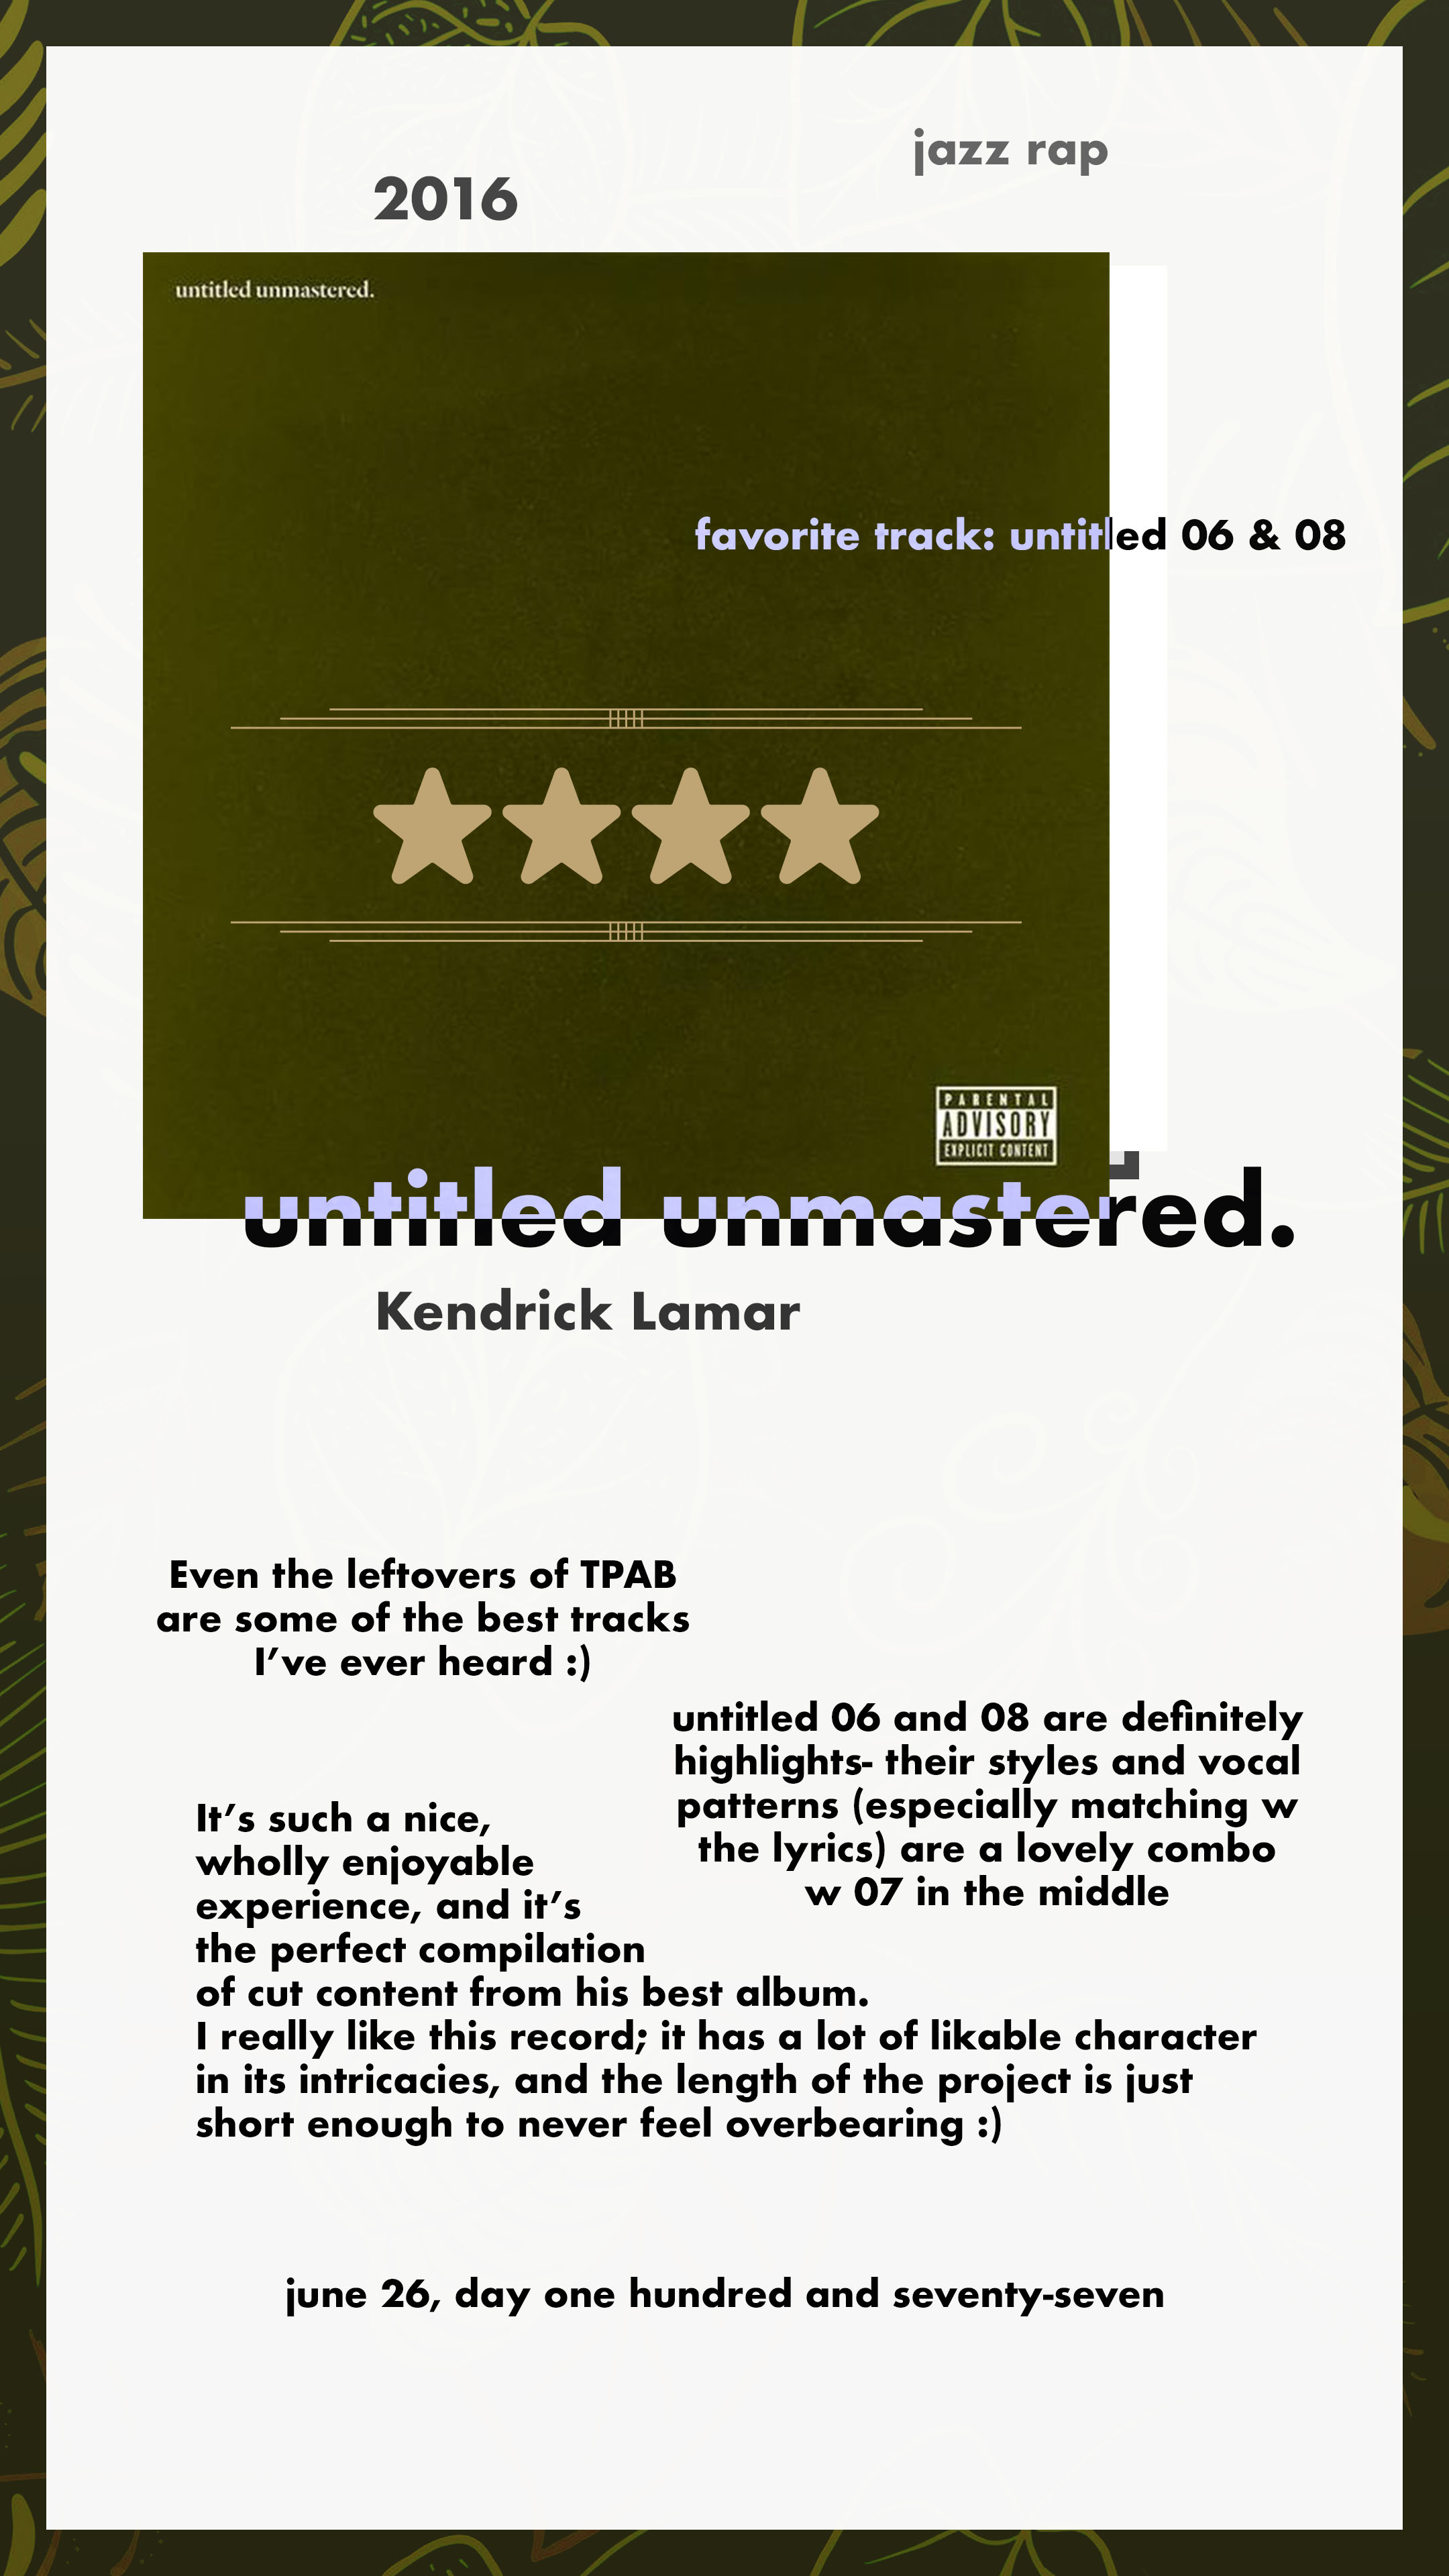 jazz rap
2016
untitled unmastered.
favorite track: untitled 06 & 08
PARENTAL
ADVISORY
EXPLICIT CONTENT
untitled unmastered.
Kendrick Lamar
Even the leftovers of TPAB
are some of the best tracks
I’ve ever heard :)
untitled 06 and 08 are definitely
highlights- their styles and vocal
patterns (especially matching w
the lyrics) are a lovely combo
w 07 in the middle
It’s such a nice,
wholly enjoyable
experience, and it’s
the perfect compilation
of cut content from his best album.
I really like this record; it has a lot of likable character
in its intricacies, and the length of the project is just
short enough to never feel overbearing :)
june 26, day one hundred and seventy-seven